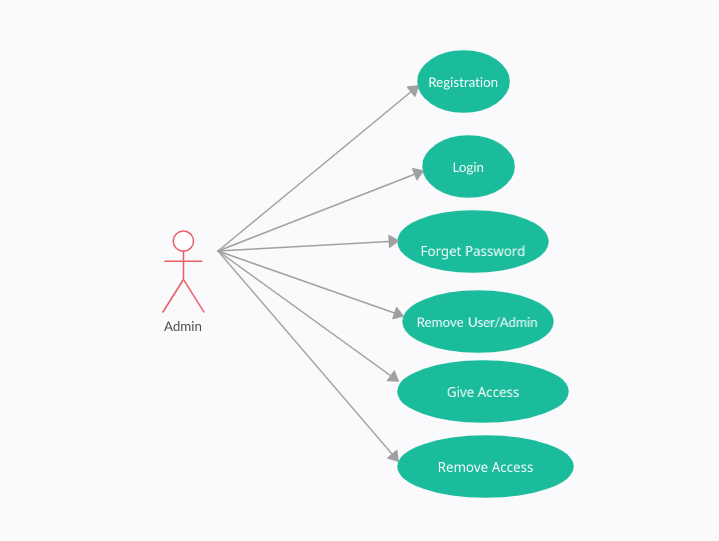 Registration
Login
Forget Password
Admin
Remove User/Admin
Give Access
Remove Access